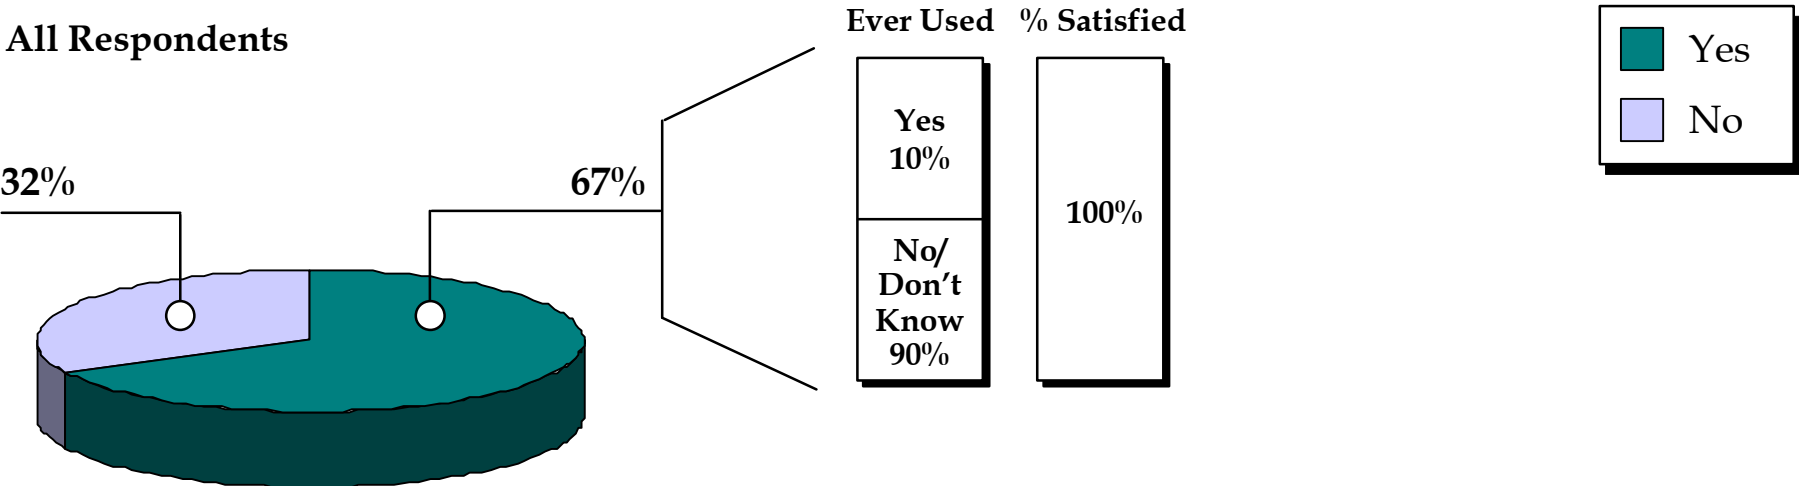 All Respondents
32%
67%
Ever Used
% Satisfied
Yes
10%
No/
Don't
Know
90%
100%
Yes
No